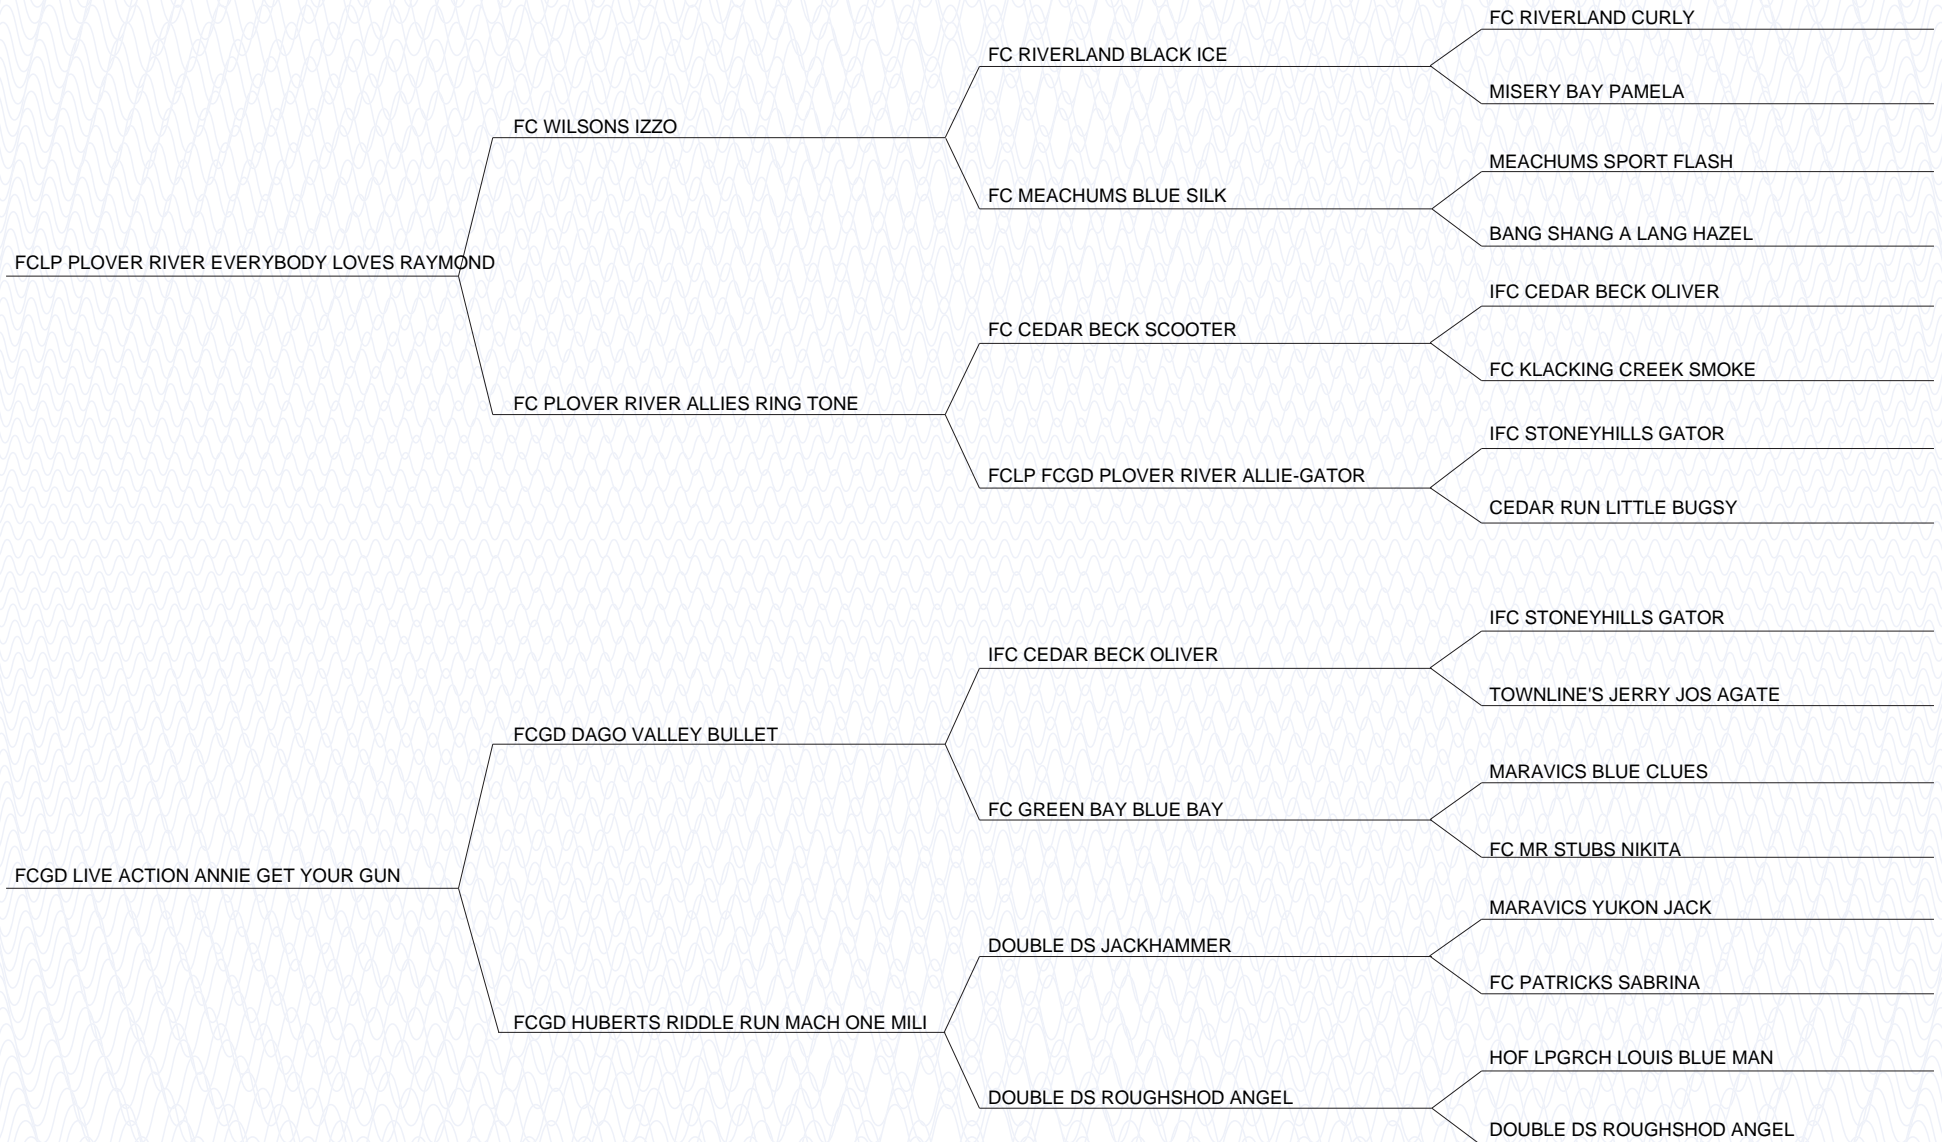 FC RIVERLAND CURLY
FC RIVERLAND BLACK ICE
MISERY BAY PAMELA
FC WILSONS IZZO
MEACHUMS SPORT FLASH
FC MEACHUMS BLUE SILK
BANG SHANG A LANG HAZEL
FCLP PLOVER RIVER EVERYBODY LOVES RAYMOND
IFC CEDAR BECK OLIVER
FC CEDAR BECK SCOOTER
FC KLACKING CREEK SMOKE
FC PLOVER RIVER ALLIES RING TONE
IFC STONEYHILLS GATOR
FCLP FCGD PLOVER RIVER ALLIE-GATOR
CEDAR RUN LITTLE BUGSY
IFC STONEYHILLS GATOR
IFC CEDAR BECK OLIVER
TOWNLINE'S JERRY JOS AGATE
FCGD DAGO VALLEY BULLET
MARAVICS BLUE CLUES
FC GREEN BAY BLUE BAY
FC MR STUBS NIKITA
FCGD LIVE ACTION ANNIE GET YOUR GUN
MARAVICS YUKON JACK
DOUBLE DS JACKHAMMER
FC PATRICKS SABRINA
FCGD HUBERTS RIDDLE RUN MACH ONE MILI
HOF LPGRCH LOUIS BLUE MAN
DOUBLE DS ROUGHSHOD ANGEL
DOUBLE DS ROUGHSHOD ANGEL